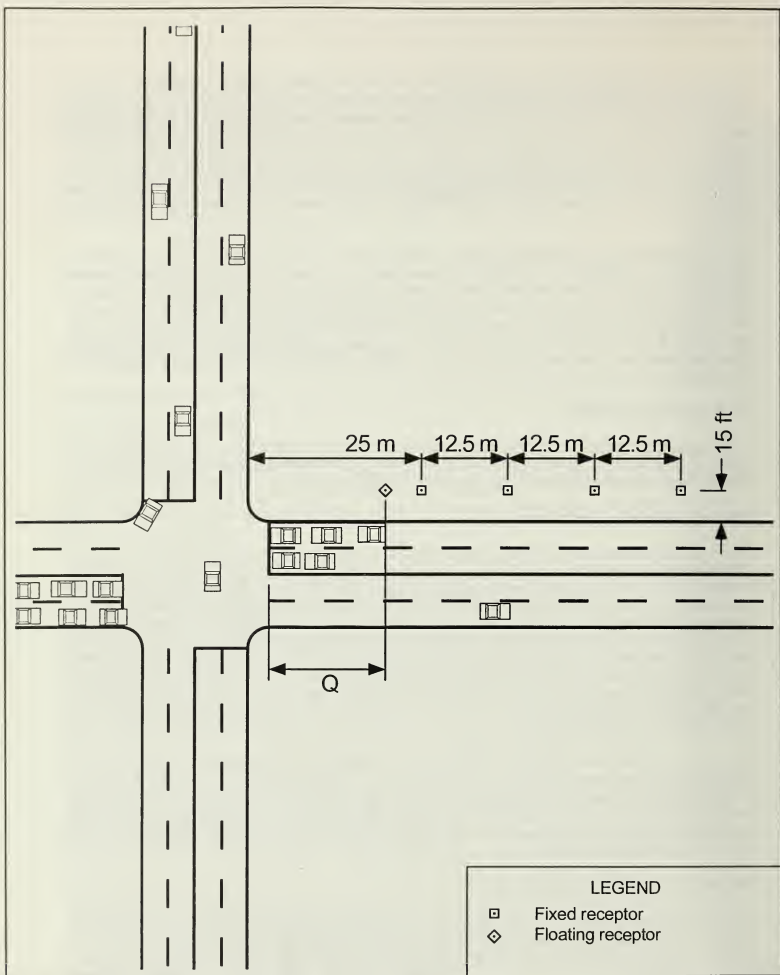 25 m 12.5 m 12.5 m 12.5 m
15 ft
Q
LEGEND
Fixed receptor
Floating receptor